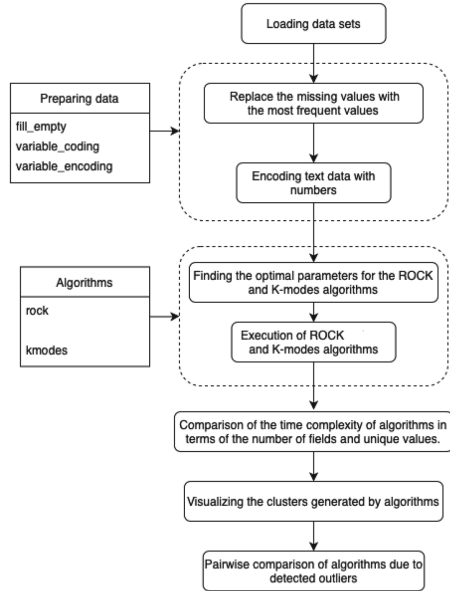 Loading data sets
Preparing data
fill_empty
variable_coding
variable_encoding
Replace the missing values with
the most frequent values
Encoding text data with
numbers
Algorithms
rock
kmodes
Finding the optimal parameters for the ROCK
and K-modes algorithms
Execution of ROCK
and K-modes algorithms
Comparison of the time complexity of algorithms in
terms of the number of fields and unique values.
Visualizing the clusters generated by algorithms
Pairwise comparison of algorithms due to
detected outliers